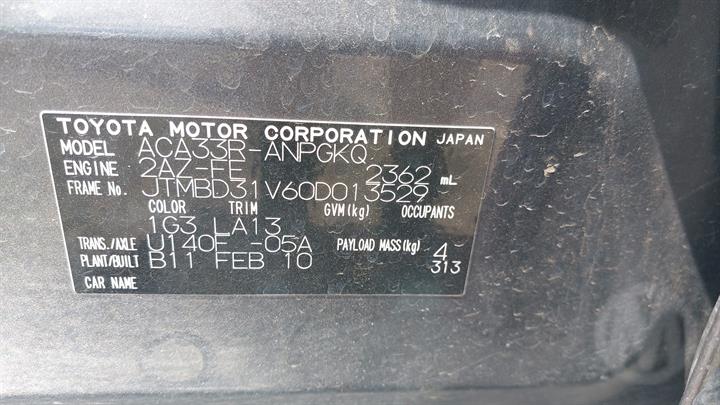 TOYOTA MOTOR CORPORATION JAPAN
MODEL ACA33R-ANPGKQ
ENGINE 2AZ-FE 2362 mL
FRAME No. JTMBD31V60D013529
COLOR TRIM GVM(kg) OCCUPANTS
1G3 LA13
TRANS./AXLE U140F -05A PAYLOAD MASS(kg) 4
PLANT/BUILT B11 FEB 10 313
CAR NAME